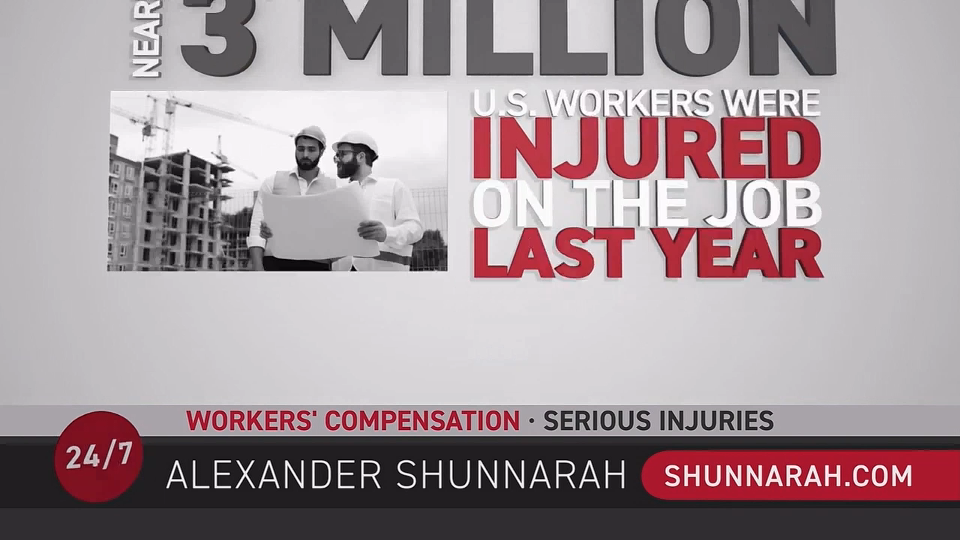 NEAR
3 MILLION
U.S. WORKERS WERE
INJURED
ON THE JOB
LAST YEAR
WORKERS' COMPENSATION · SERIOUS INJURIES
24/7
ALEXANDER SHUNNARAH
SHUNNARAH.COM